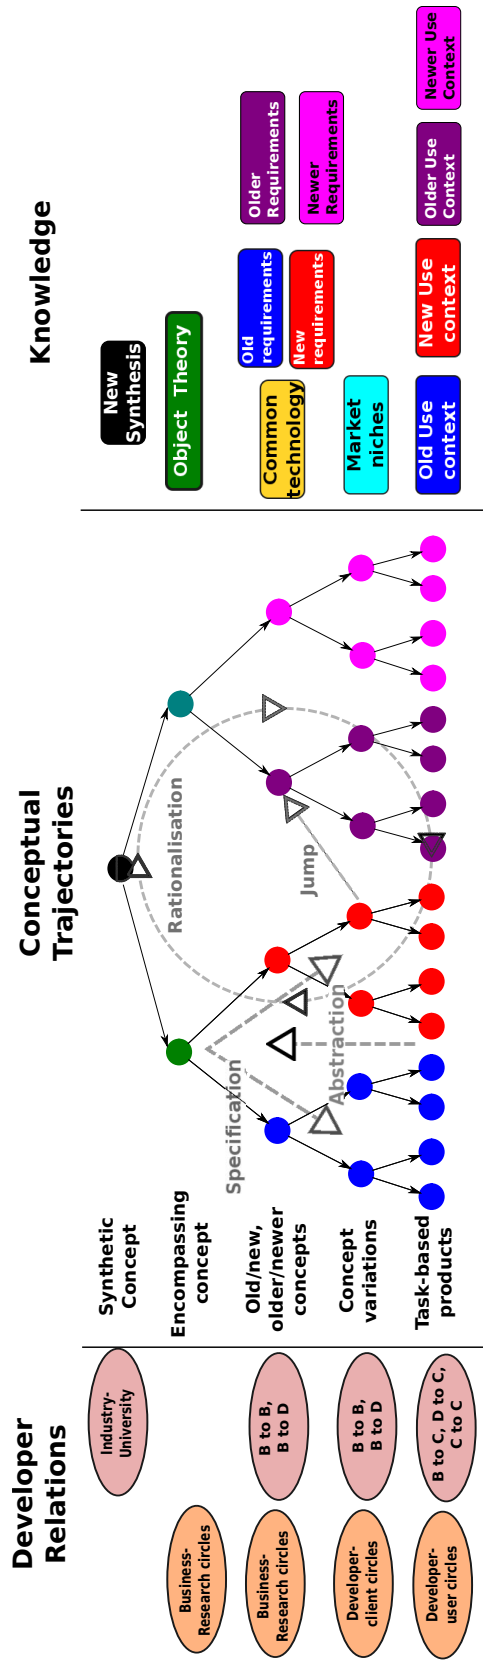 Developer
Relations
Conceptual
Trajectories
Knowledge
Industry-
University
Synthetic
Concept
New
Synthesis
Business-
Research circles
Encompassing
concept
Object Theory
Business-
Research circles
B to B,
B to D
Old/new,
older/newer
concepts
Common
technology
Old
requirements
New
requirements
Older
Requirements
Newer
Requirements
Developer-
client circles
B to B,
B to D
Concept
variations
Market
niches
Developer-
user circles
B to C, D to C,
C to C
Task-based
products
Old Use
context
New Use
context
Older Use
Context
Newer Use
Context
Rationalisation
Specification
Jump
Abstraction